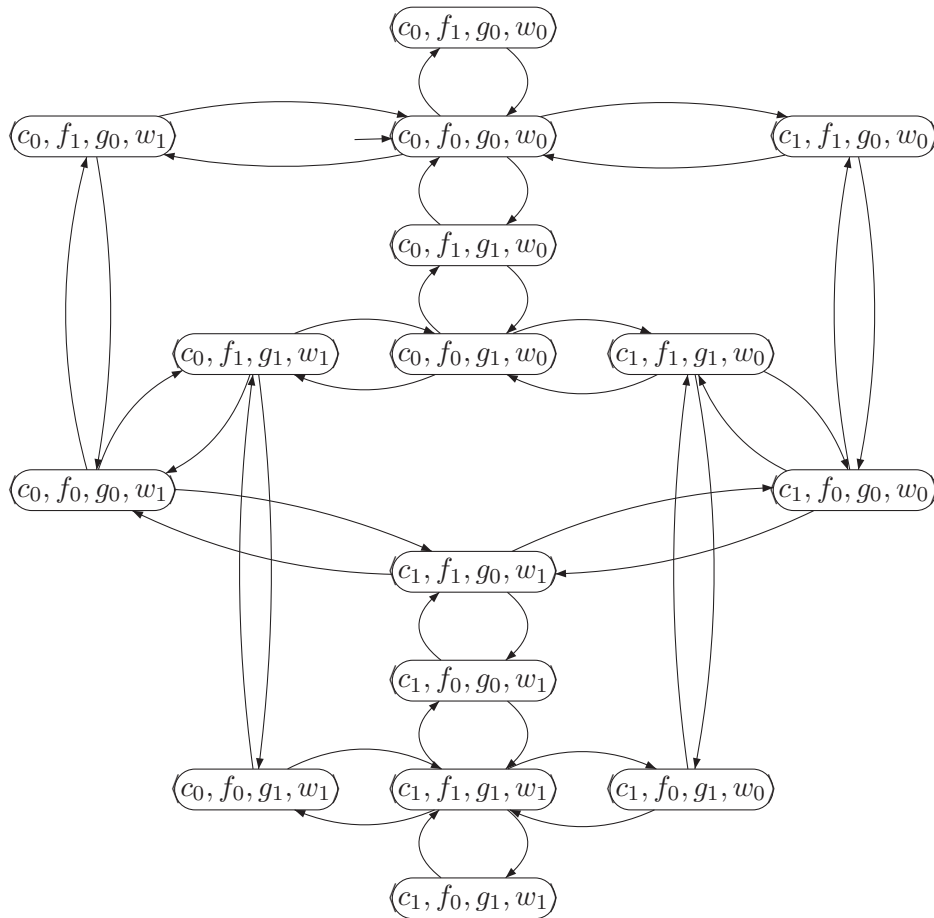 ⟨c₀, f₁, g₀, w₀⟩
⟨c₀, f₁, g₀, w₁⟩
⟨c₀, f₀, g₀, w₀⟩
⟨c₁, f₁, g₀, w₀⟩
⟨c₀, f₁, g₁, w₀⟩
⟨c₀, f₁, g₁, w₁⟩
⟨c₀, f₀, g₁, w₀⟩
⟨c₁, f₁, g₁, w₀⟩
⟨c₀, f₀, g₀, w₁⟩
⟨c₁, f₀, g₀, w₀⟩
⟨c₁, f₁, g₀, w₁⟩
⟨c₁, f₀, g₀, w₁⟩
⟨c₀, f₀, g₁, w₁⟩
⟨c₁, f₁, g₁, w₁⟩
⟨c₁, f₀, g₁, w₀⟩
⟨c₁, f₀, g₁, w₁⟩